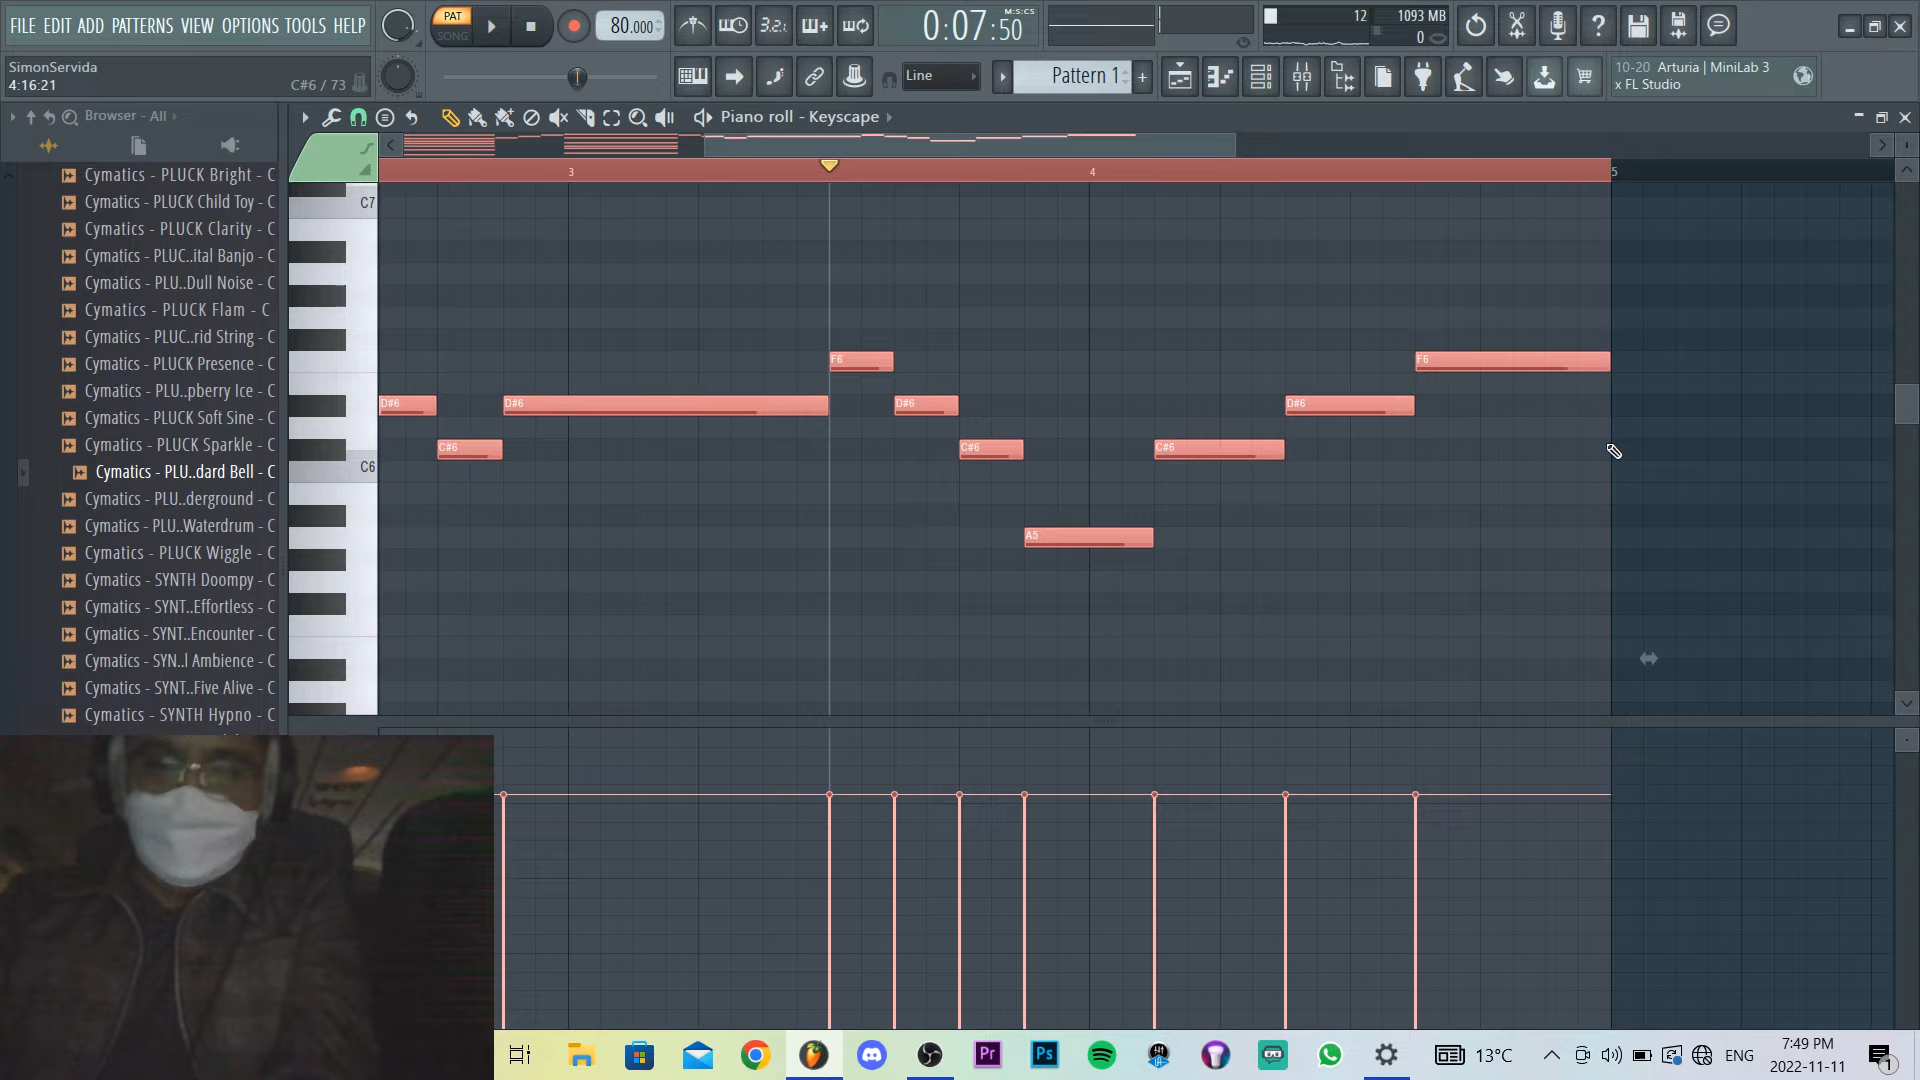 FILE EDIT ADD PATTERNS VIEW OPTIONS TOOLS HELP
PAT
SONG
80.000
3.2.1
0:07:50
M:S:CS
12
1093 MB
0
SimonServida
4:16:21
C#6 / 73
Line
Pattern 1
10-20 Arturia | MiniLab 3
x FL Studio
Browser - All
Piano roll - Keyscape
3
4
5
Cymatics - PLUCK Bright - C
Cymatics - PLUCK Child Toy - C
Cymatics - PLUCK Clarity - C
Cymatics - PLUC..ital Banjo - C
Cymatics - PLU..Dull Noise - C
Cymatics - PLUCK Flam - C
Cymatics - PLUC..rid String - C
Cymatics - PLUCK Presence - C
Cymatics - PLU..pberry Ice - C
Cymatics - PLUCK Soft Sine - C
Cymatics - PLUCK Sparkle - C
Cymatics - PLU..dard Bell - C
Cymatics - PLU..derground - C
Cymatics - PLU..Waterdrum - C
Cymatics - PLUCK Wiggle - C
Cymatics - SYNTH Doompy - C
Cymatics - SYNT..Effortless - C
Cymatics - SYNT..Encounter - C
Cymatics - SYN..l Ambience - C
Cymatics - SYNT..Five Alive - C
Cymatics - SYNTH Hypno - C
C7
C6
F6
F6
D#6
D#6
D#6
D#6
C#6
C#6
C#6
A5
Pr
Ps
13°C
ENG
7:49 PM
2022-11-11
1